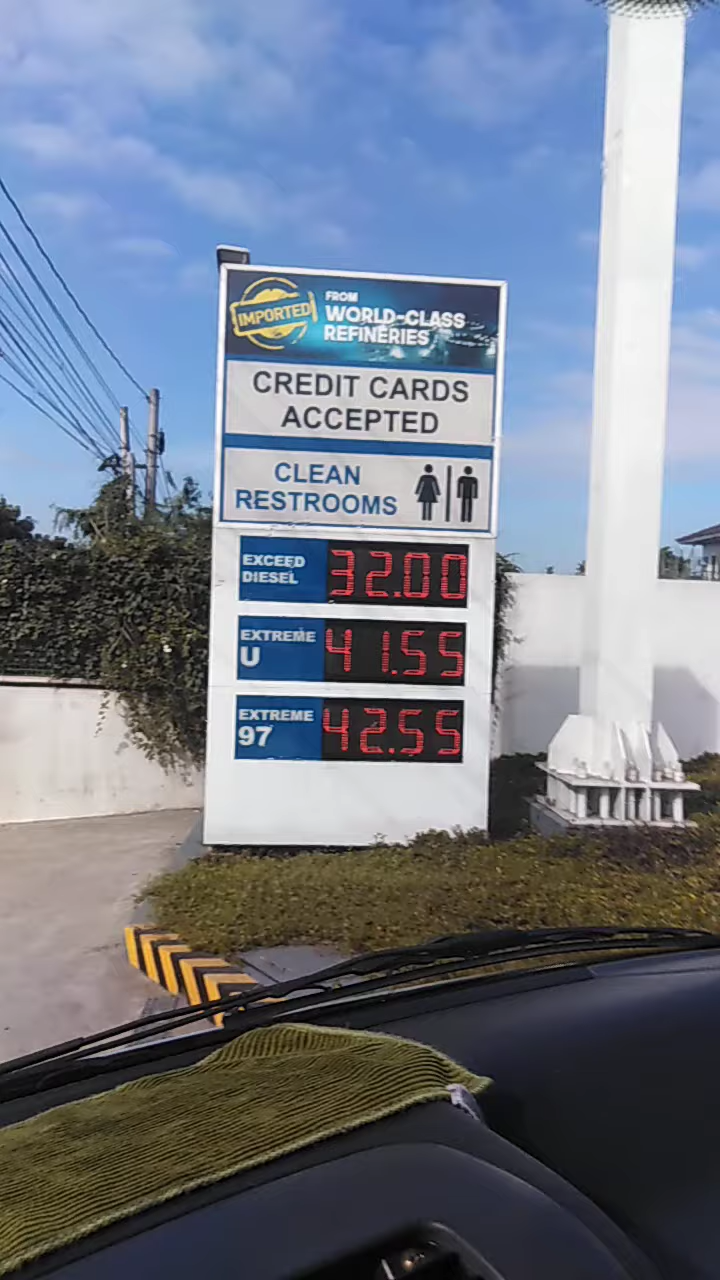 IMPORTED
FROM
WORLD-CLASS
REFINERIES
CREDIT CARDS
ACCEPTED
CLEAN
RESTROOMS
EXCEED
DIESEL
32.00
EXTREME
U
41.55
EXTREME
97
42.55